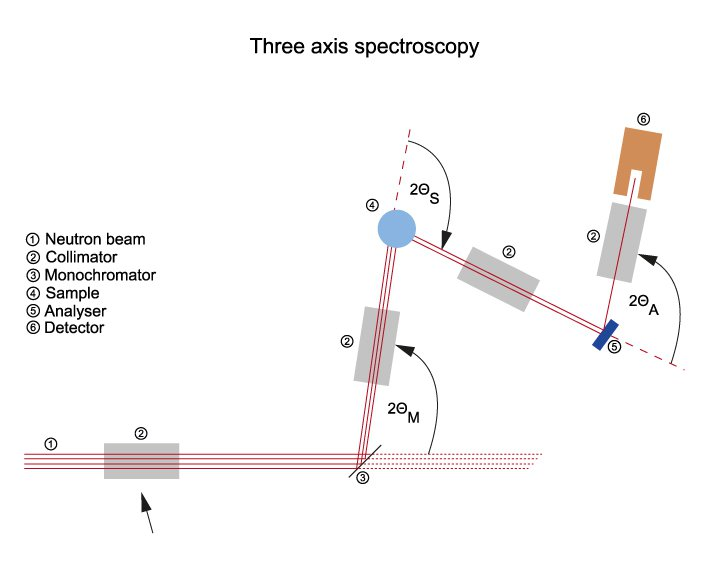 Three axis spectroscopy
⑥
2ΘS
④
②
②
① Neutron beam
② Collimator
③ Monochromator
④ Sample
⑤ Analyser
⑥ Detector
2ΘA
②
⑤
2ΘM
①
②
③